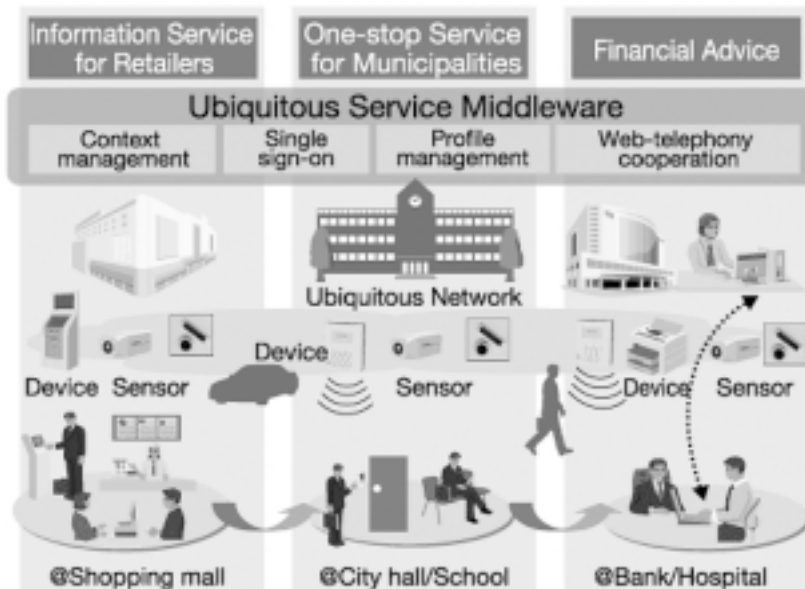 Information Service
for Retailers
One-stop Service
for Municipalities
Financial Advice
Ubiquitous Service Middleware
Context
management
Single
sign-on
Profile
management
Web-telephony
cooperation
Ubiquitous Network
Device
Device
Sensor
Sensor
Device
Sensor
@Shopping mall
@City hall/School
@Bank/Hospital